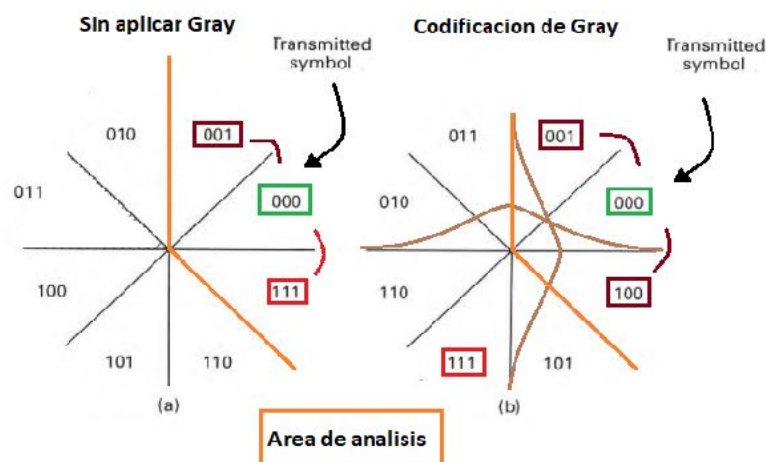 Sin aplicar Gray
Transmitted
symbol
010
001
011
000
100
111
101
110
(a)
Codificacion de Gray
Transmitted
symbol
011
001
010
000
110
100
111
101
(b)
Area de analisis